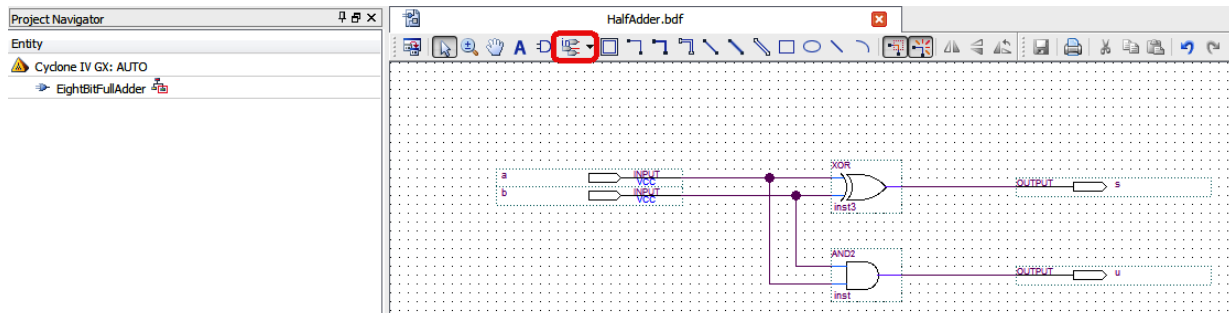 Project Navigator
HalfAdder.bdf
Entity
Cyclone IV GX: AUTO
EightBitFullAdder
A
XOR
a
INPUT
VCC
OUTPUT
s
b
INPUT
VCC
inst3
AND2
OUTPUT
u
inst